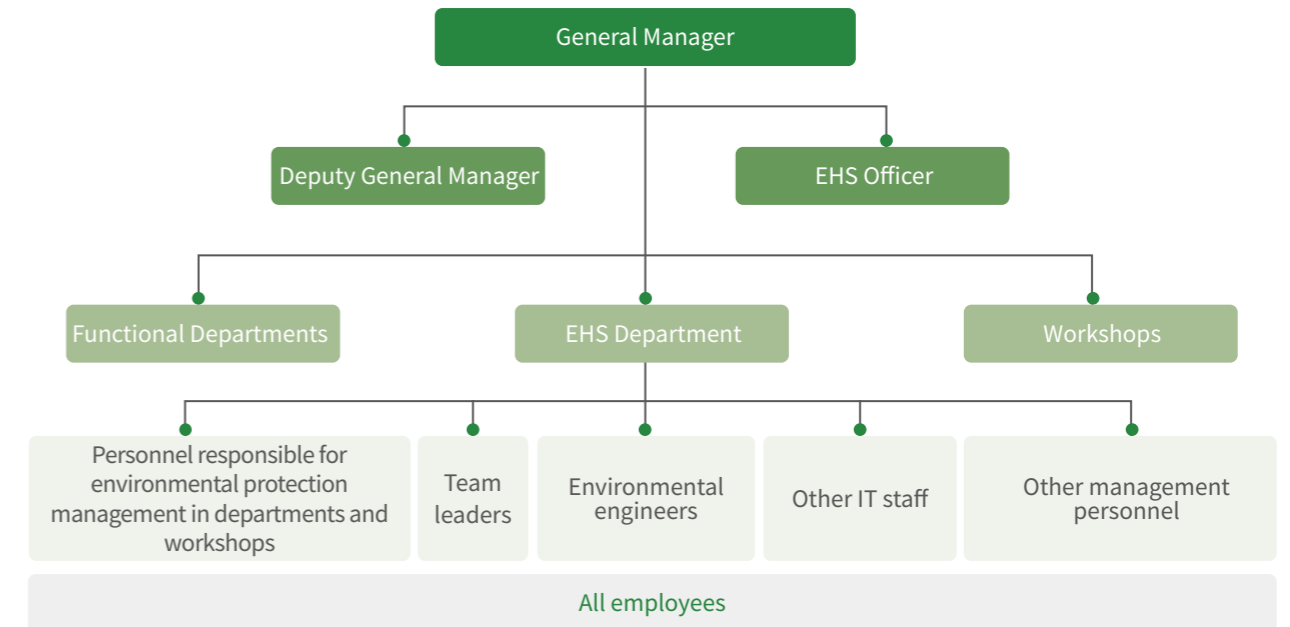 General Manager
Deputy General Manager
EHS Officer
Functional Departments
EHS Department
Workshops
Personnel responsible for
environmental protection
management in departments and
workshops
Team
leaders
Environmental
engineers
Other IT staff
Other management
personnel
All employees